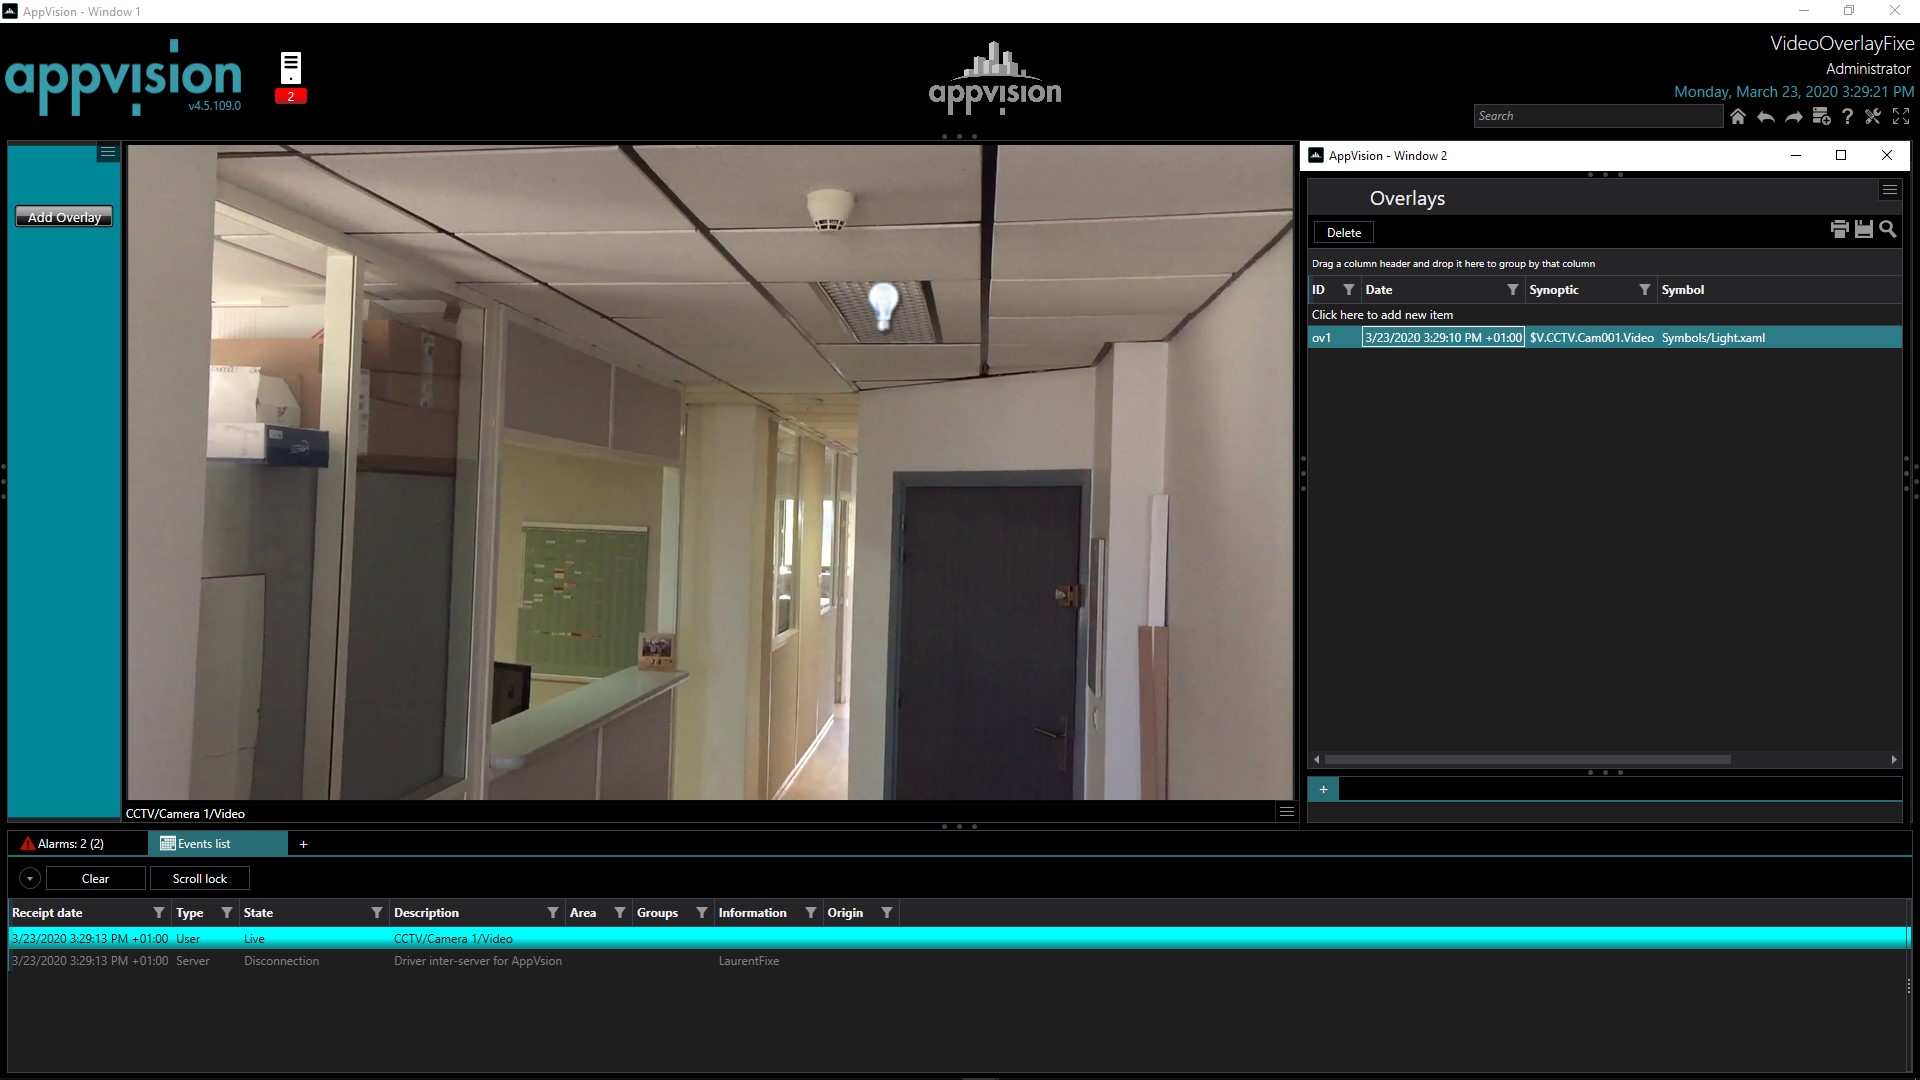 AppVision - Window 1
appvision
v4.5.109.0
2
appvision
VideoOverlayFixe
Administrator
Monday, March 23, 2020 3:29:21 PM
Search
?
Add Overlay
AppVision - Window 2
Overlays
Delete
Drag a column header and drop it here to group by that column
ID Date Synoptic Symbol
Click here to add new item
ov1 3/23/2020 3:29:10 PM +01:00 $V.CCTV.Cam001.Video Symbols/Light.xaml
+
CCTV/Camera 1/Video
Alarms: 2 (2) Events list +
Clear Scroll lock
Receipt date Type State Description Area Groups Information Origin
3/23/2020 3:29:13 PM +01:00 User Live CCTV/Camera 1/Video
3/23/2020 3:29:13 PM +01:00 Server Disconnection Driver inter-server for AppVsion LaurentFixe